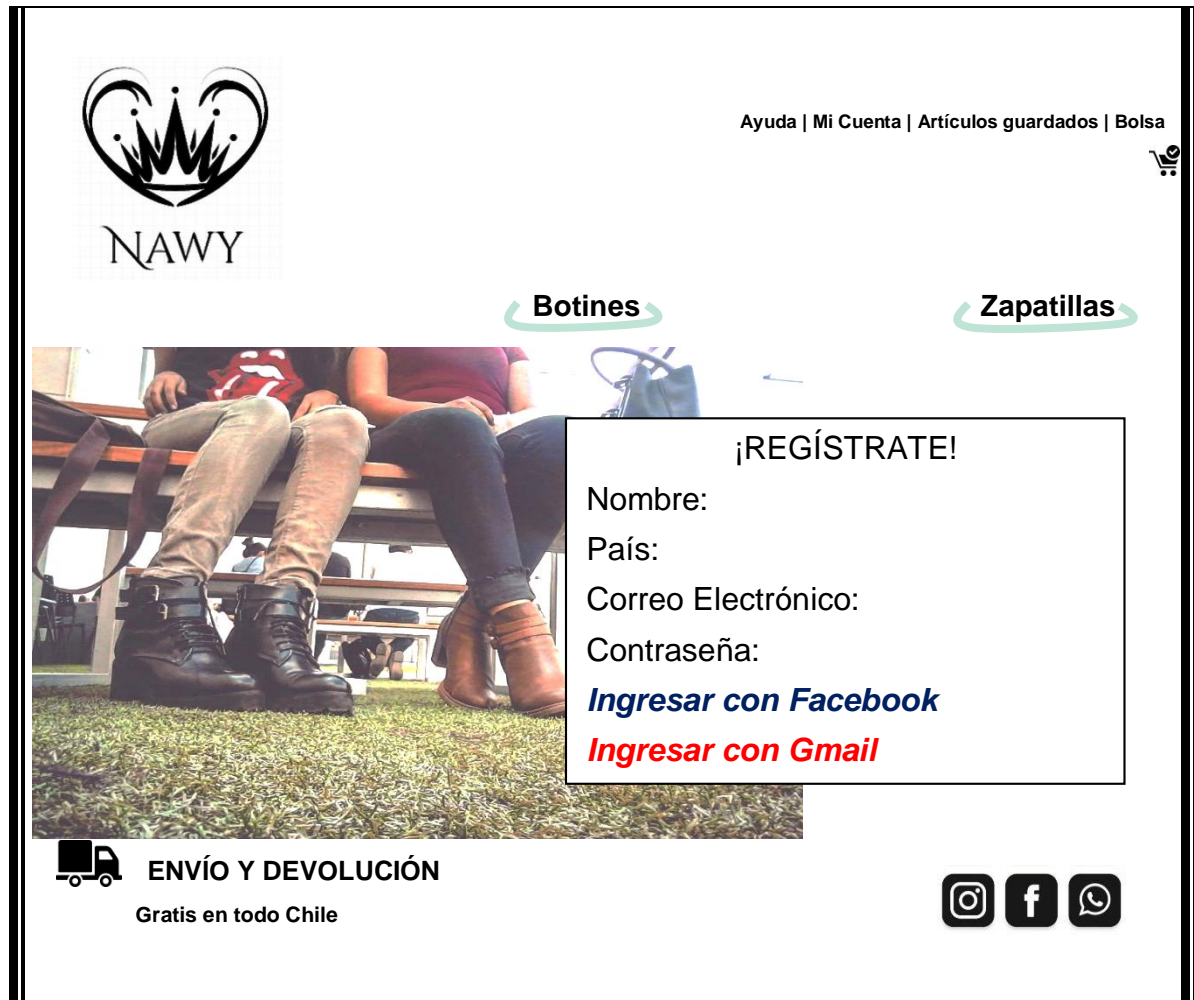 Ayuda | Mi Cuenta | Artículos guardados | Bolsa
NAWY
Botines
Zapatillas
¡REGÍSTRATE!
Nombre:
País:
Correo Electrónico:
Contraseña:
Ingresar con Facebook
Ingresar con Gmail
ENVÍO Y DEVOLUCIÓN
Gratis en todo Chile